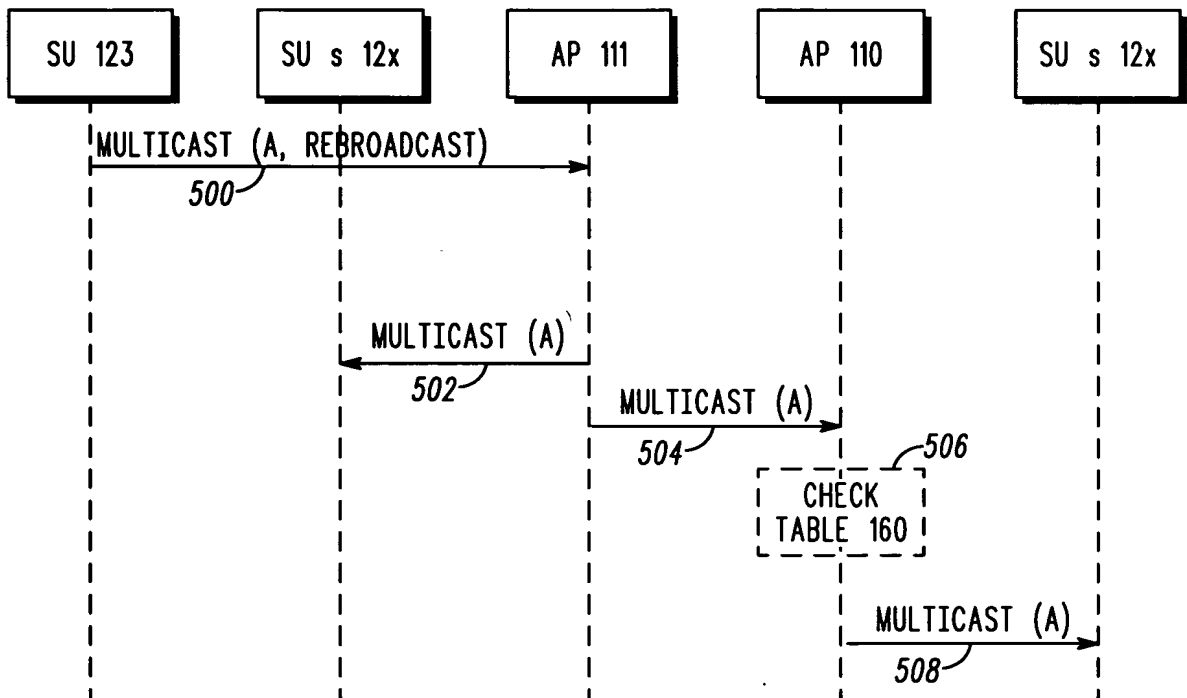 SU 123
SU s 12x
AP 111
AP 110
SU s 12x
MULTICAST (A, REBROADCAST)
500
MULTICAST (A)
502
MULTICAST (A)
504
506
CHECK
TABLE 160
MULTICAST (A)
508